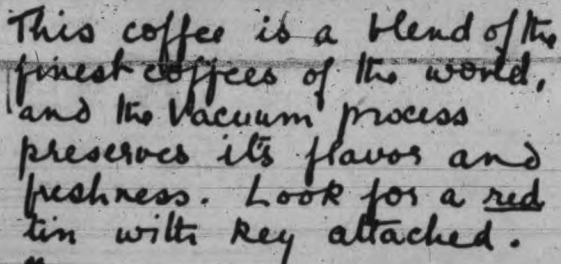 This coffee is a blend of the
finest coffees of the world,
and the Vacuum process
preserves its flavor and
freshness. Look for a red
tin with key attached.